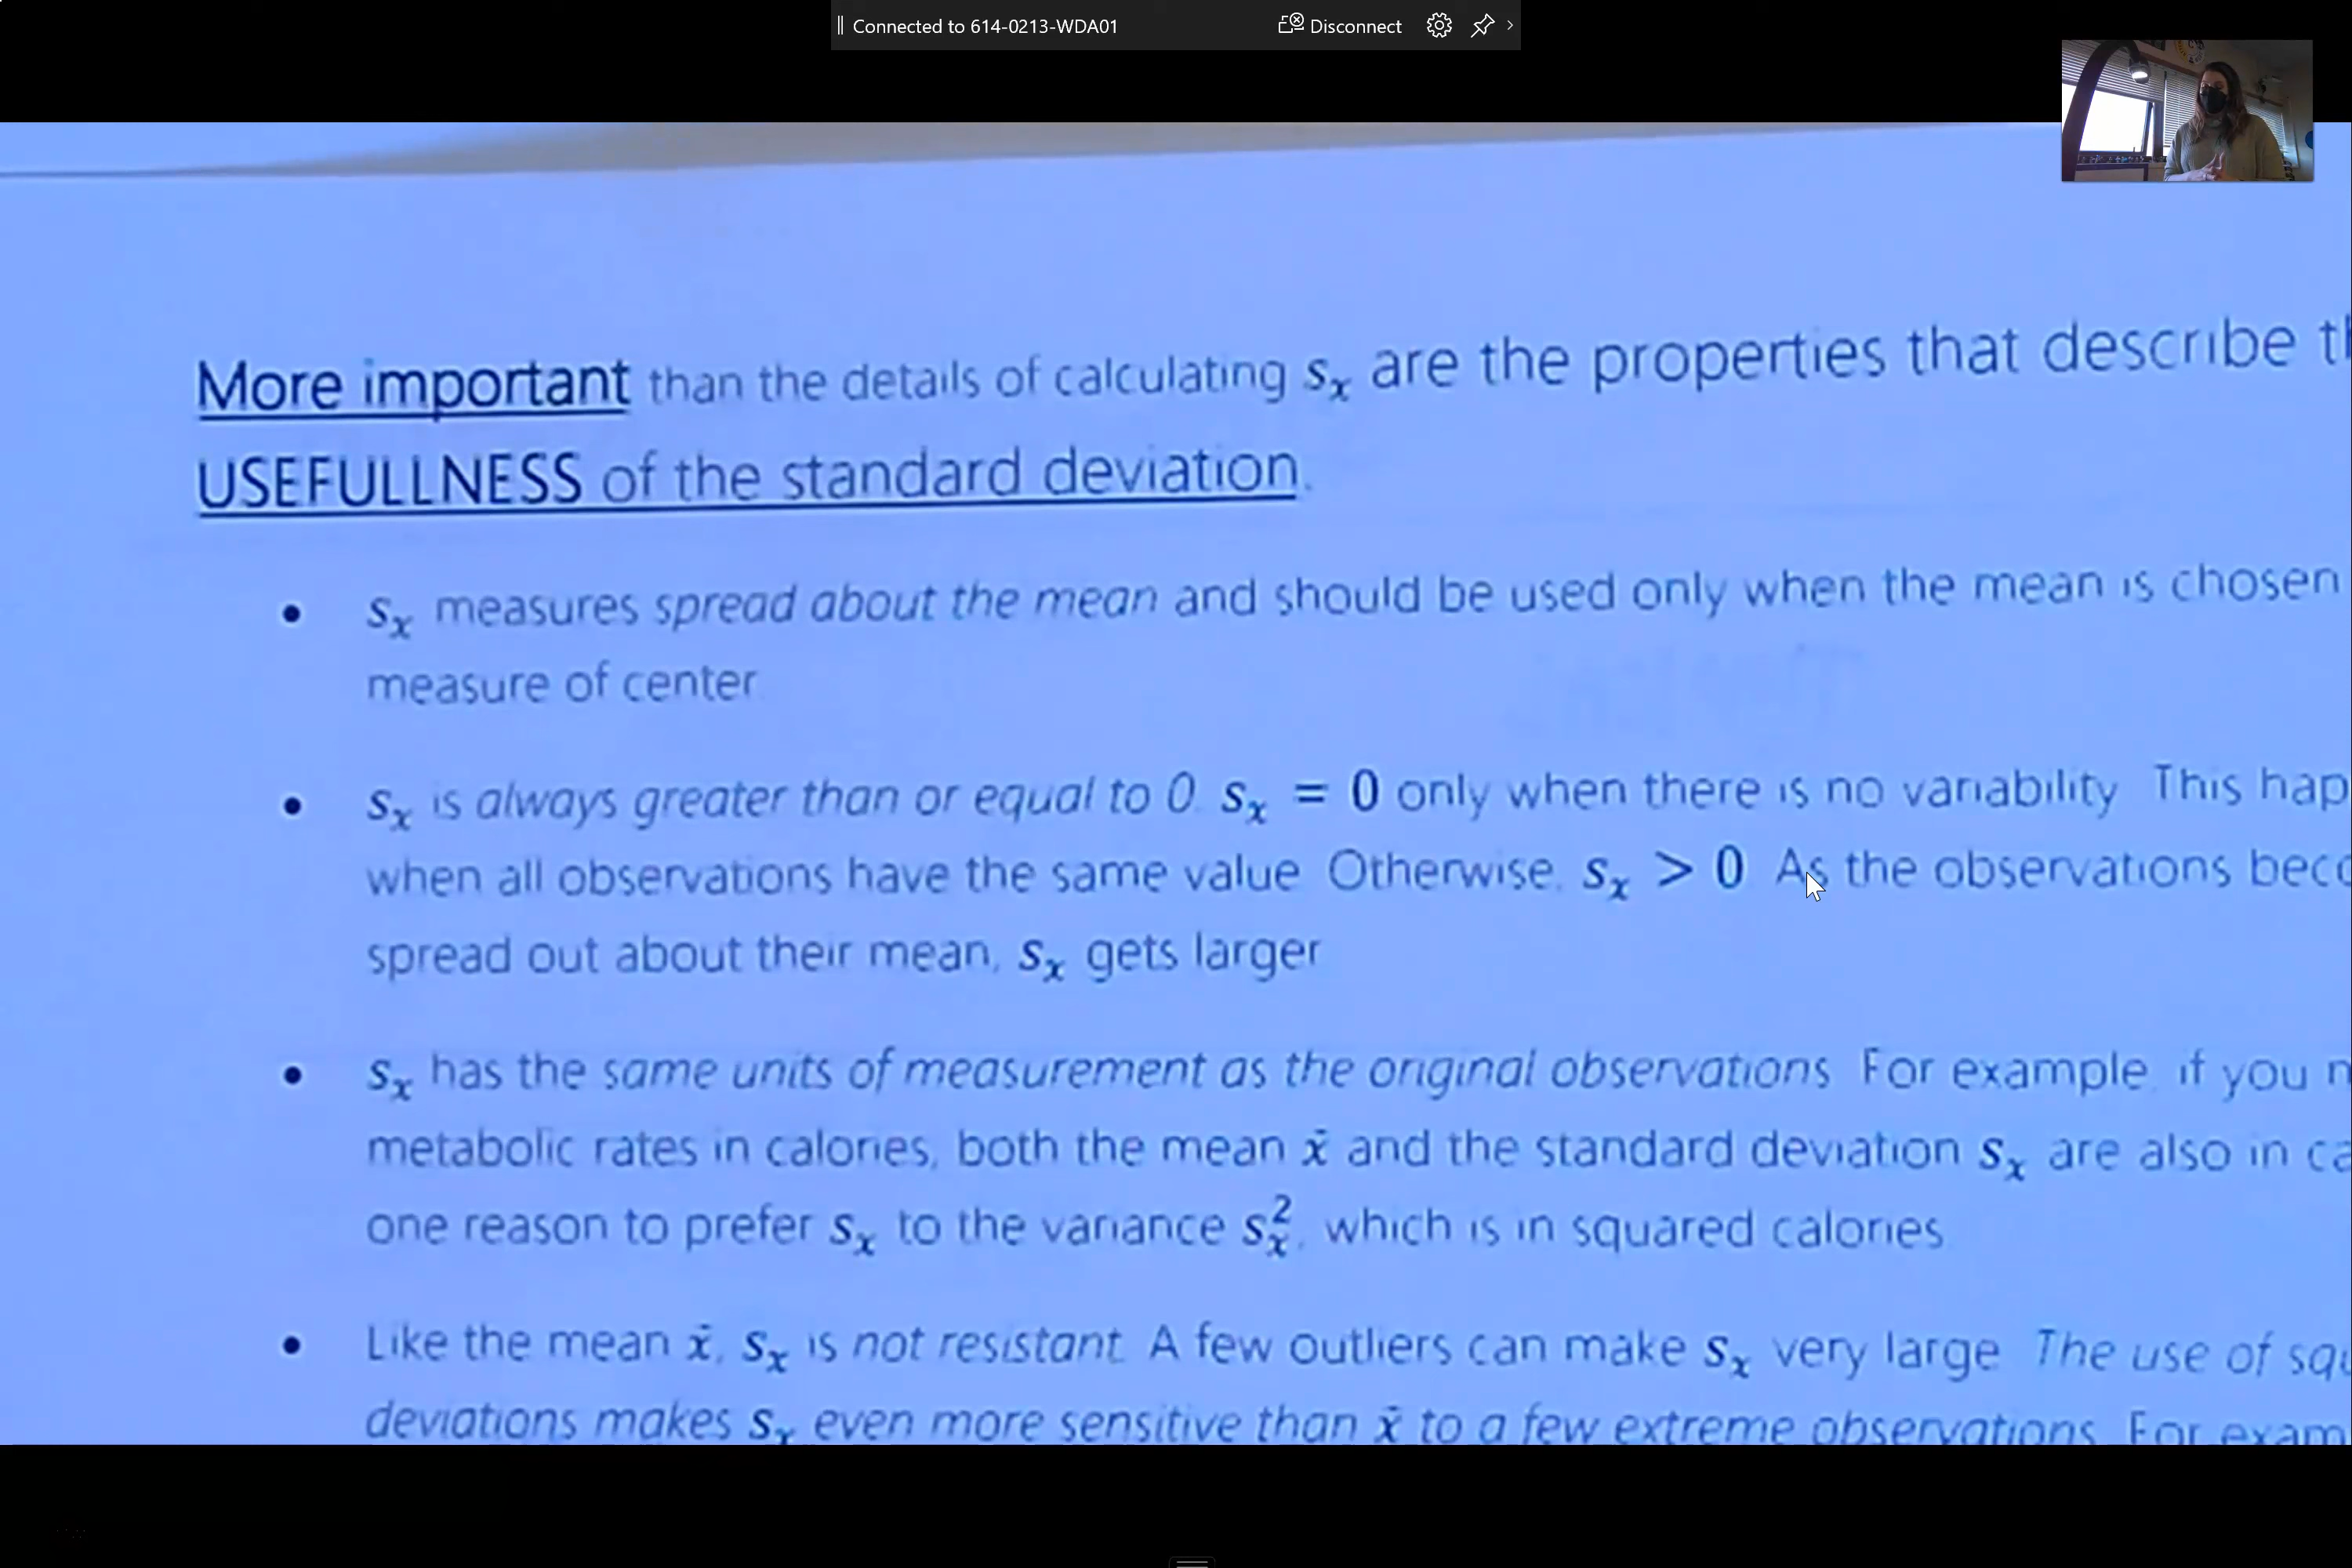 Connected to 614-0213-WDA01 Disconnect
More important than the details of calculating sₓ are the properties that describe
USEFULLNESS of the standard deviation.
• sₓ measures spread about the mean and should be used only when the mean is chosen
measure of center
• sₓ is always greater than or equal to 0. sₓ = 0 only when there is no variability This
when all observations have the same value Otherwise, sₓ > 0 As the observations
spread out about their mean, sₓ gets larger
• sₓ has the same units of measurement as the original observations For example, if you
metabolic rates in calories, both the mean x̄ and the standard deviation sₓ are also in
one reason to prefer sₓ to the variance sₓ², which is in squared calories
• Like the mean x̄, sₓ is not resistant. A few outliers can make sₓ very large The use of
deviations makes sₓ even more sensitive than x̄ to a few extreme observations. For